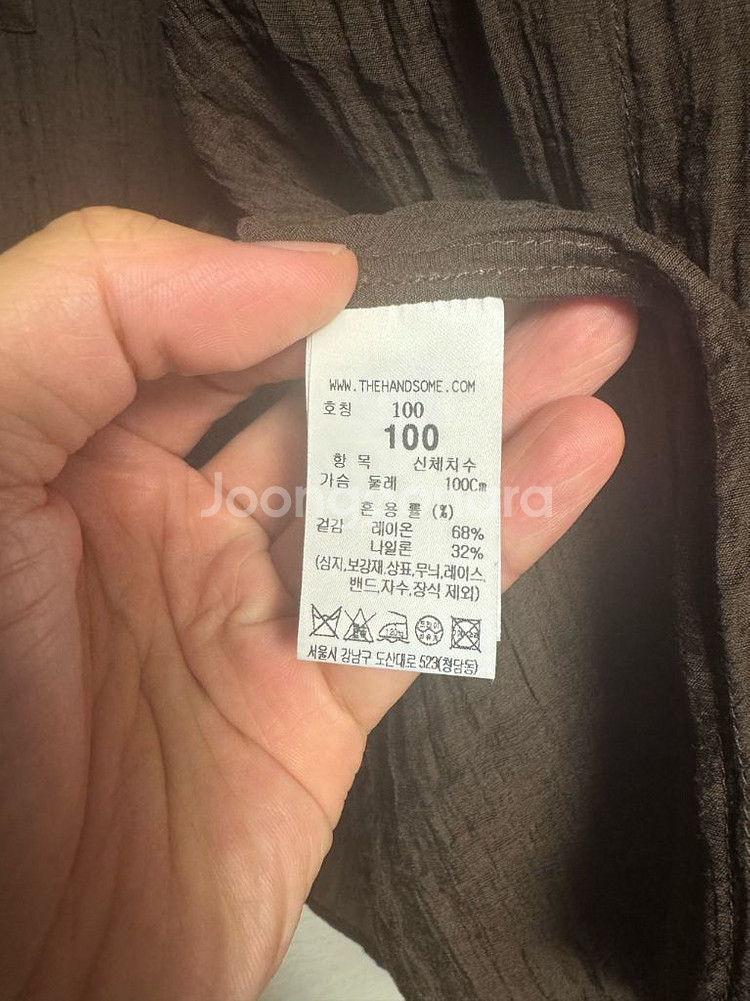 WWW.THEHANDSOME.COM
호칭 100
100
항 목 신체치수
가슴 둘레 100Cm
Joonggonara
혼 용 률 (%)
겉감 레이온 68%
나일론 32%
(심지,보강재,상표,무늬,레이스,
밴드,자수,장식 제외)
서울시 강남구 도산대로 523(청담동)